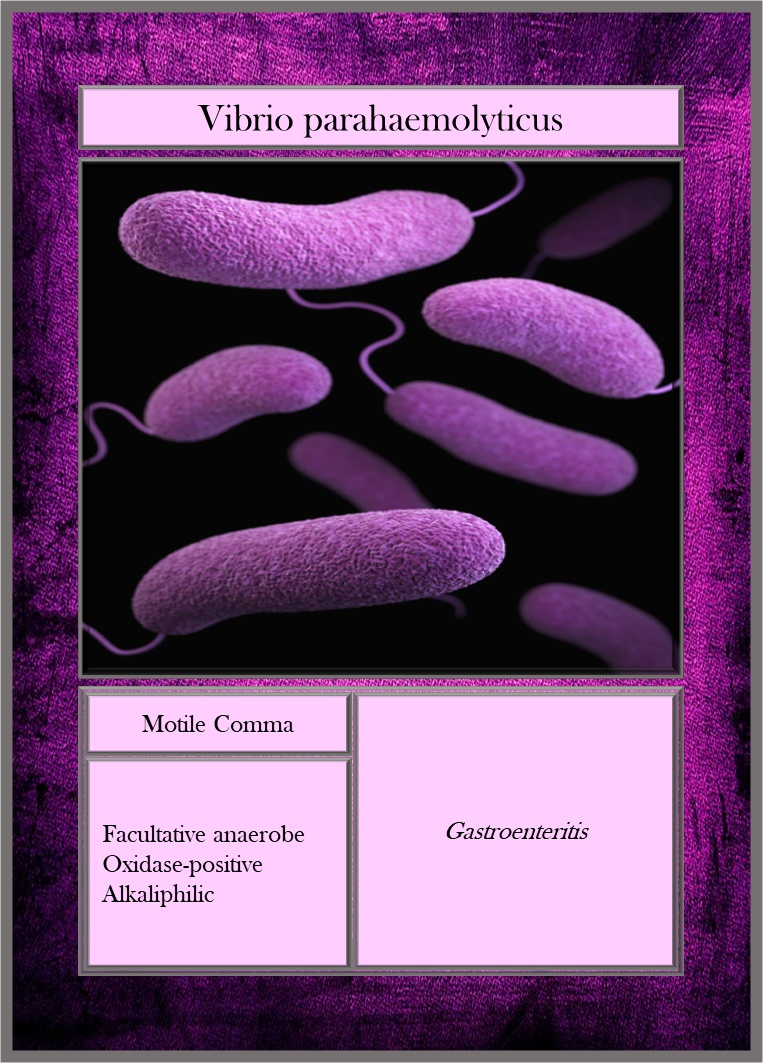 Vibrio parahaemolyticus
Motile Comma
Facultative anaerobe
Oxidase-positive
Alkaliphilic
Gastroenteritis